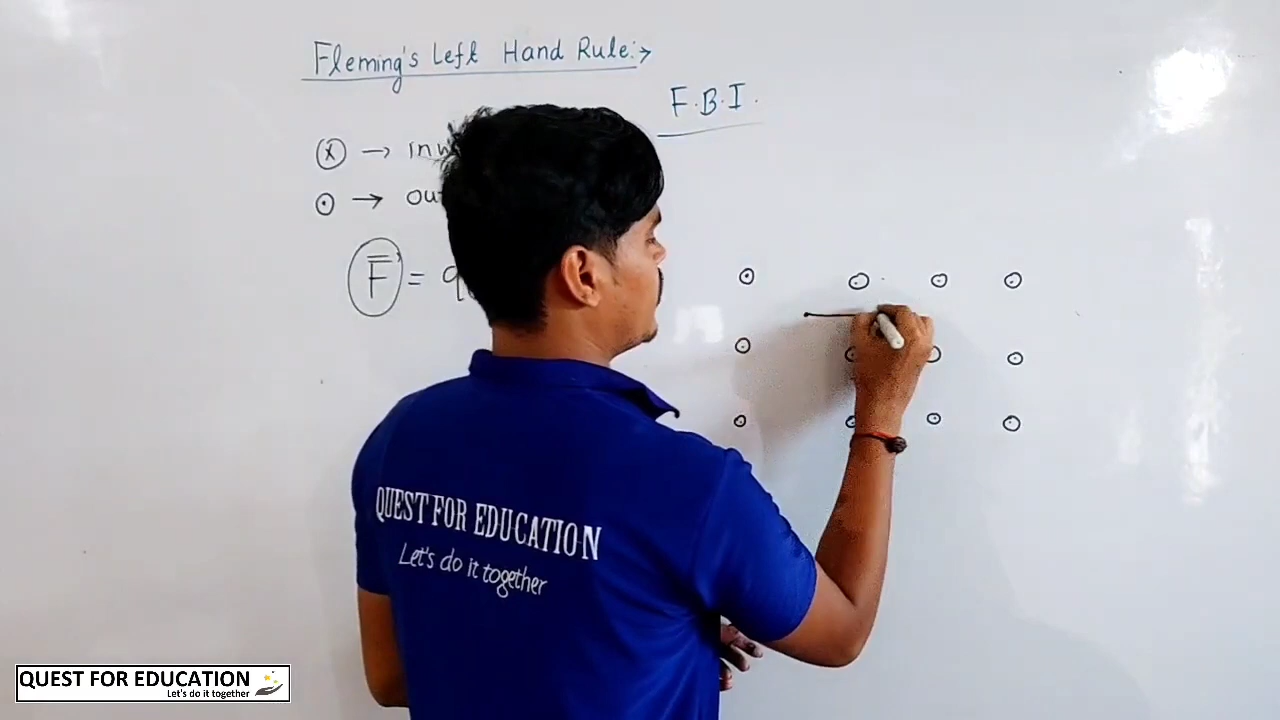 Fleming's Left Hand Rule:→
F.B.I.
ⓧ →
⊙ →
F̅ =
QUEST FOR EDUCATION
Let's do it together
QUEST FOR EDUCATION
Let's do it together